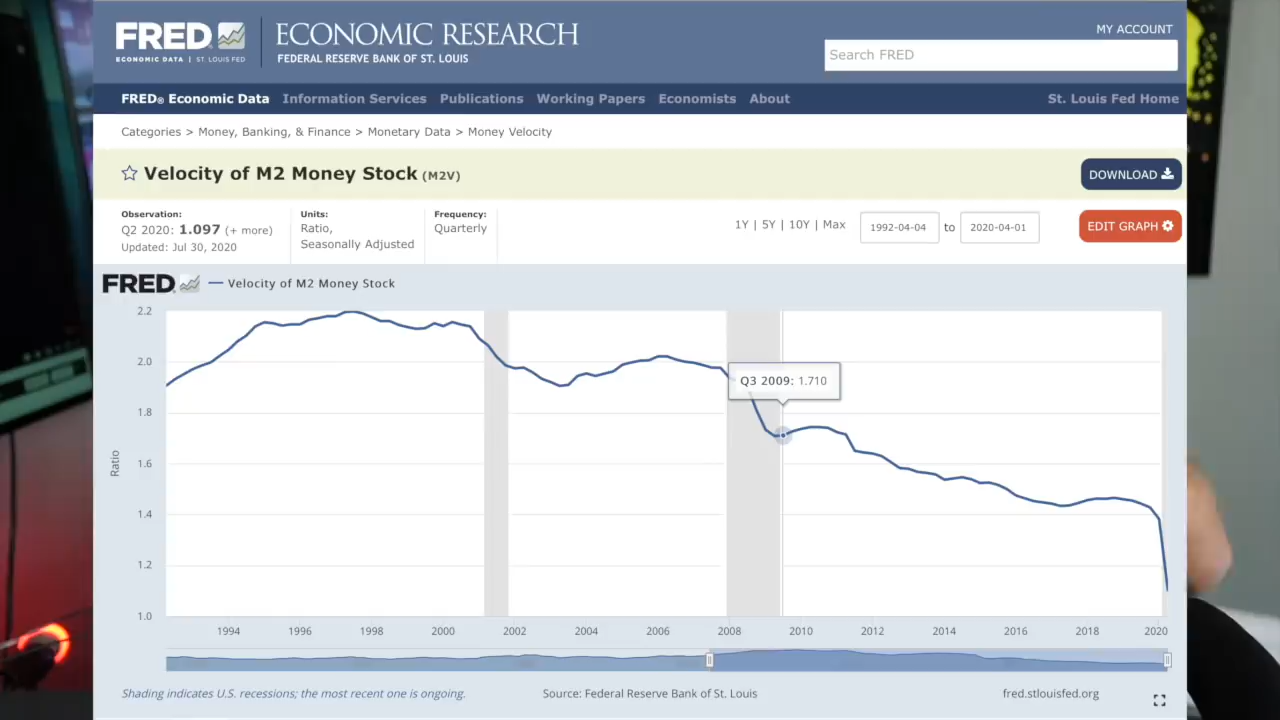 FRED
ECONOMIC DATA | ST. LOUIS FED
ECONOMIC RESEARCH
FEDERAL RESERVE BANK OF ST. LOUIS
MY ACCOUNT
Search FRED
FRED® Economic Data Information Services Publications Working Papers Economists About St. Louis Fed Home
Categories > Money, Banking, & Finance > Monetary Data > Money Velocity
Velocity of M2 Money Stock (M2V)
DOWNLOAD
Observation:
Q2 2020: 1.097 (+ more)
Updated: Jul 30, 2020
Units:
Ratio,
Seasonally Adjusted
Frequency:
Quarterly
1Y | 5Y | 10Y | Max
1992-04-04 to 2020-04-01
EDIT GRAPH
FRED
Velocity of M2 Money Stock
2.2
2.0
1.8
1.6
1.4
1.2
1.0
Ratio
Q3 2009: 1.710
1994 1996 1998 2000 2002 2004 2006 2008 2010 2012 2014 2016 2018 2020
Shading indicates U.S. recessions; the most recent one is ongoing.
Source: Federal Reserve Bank of St. Louis
fred.stlouisfed.org